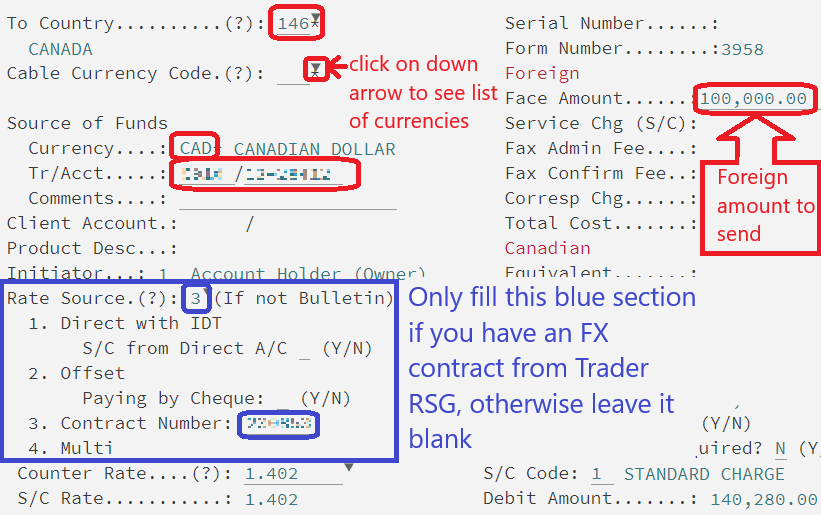 To Country..........(?): 146
CANADA
Cable Currency Code.(?):
click on down
arrow to see list
of currencies
Source of Funds
Currency....: CAD CANADIAN DOLLAR
Tr/Acct.....: /
Comments....:
Client Account.: /
Product Desc...:
Initiator...: 1 Account Holder (Owner)
Serial Number......:
Form Number........:3958
Foreign
Face Amount......:100,000.00
Service Chg (S/C):
Fax Admin Fee....:
Fax Confirm Fee..:
Corresp Chg......:
Total Cost.......:
Canadian
Equivalent.......:
Foreign
amount to
send
Rate Source.(?): 3 (If not Bulletin)
1. Direct with IDT
S/C from Direct A/C _ (Y/N)
2. Offset
Paying by Cheque: _ (Y/N)
3. Contract Number:
4. Multi
Only fill this blue section
if you have an FX
contract from Trader
RSG, otherwise leave it
blank
(Y/N)
uired? N (Y/
Counter Rate....(?): 1.402
S/C Rate...........: 1.402
S/C Code: 1 STANDARD CHARGE
Debit Amount.......: 140,280.00